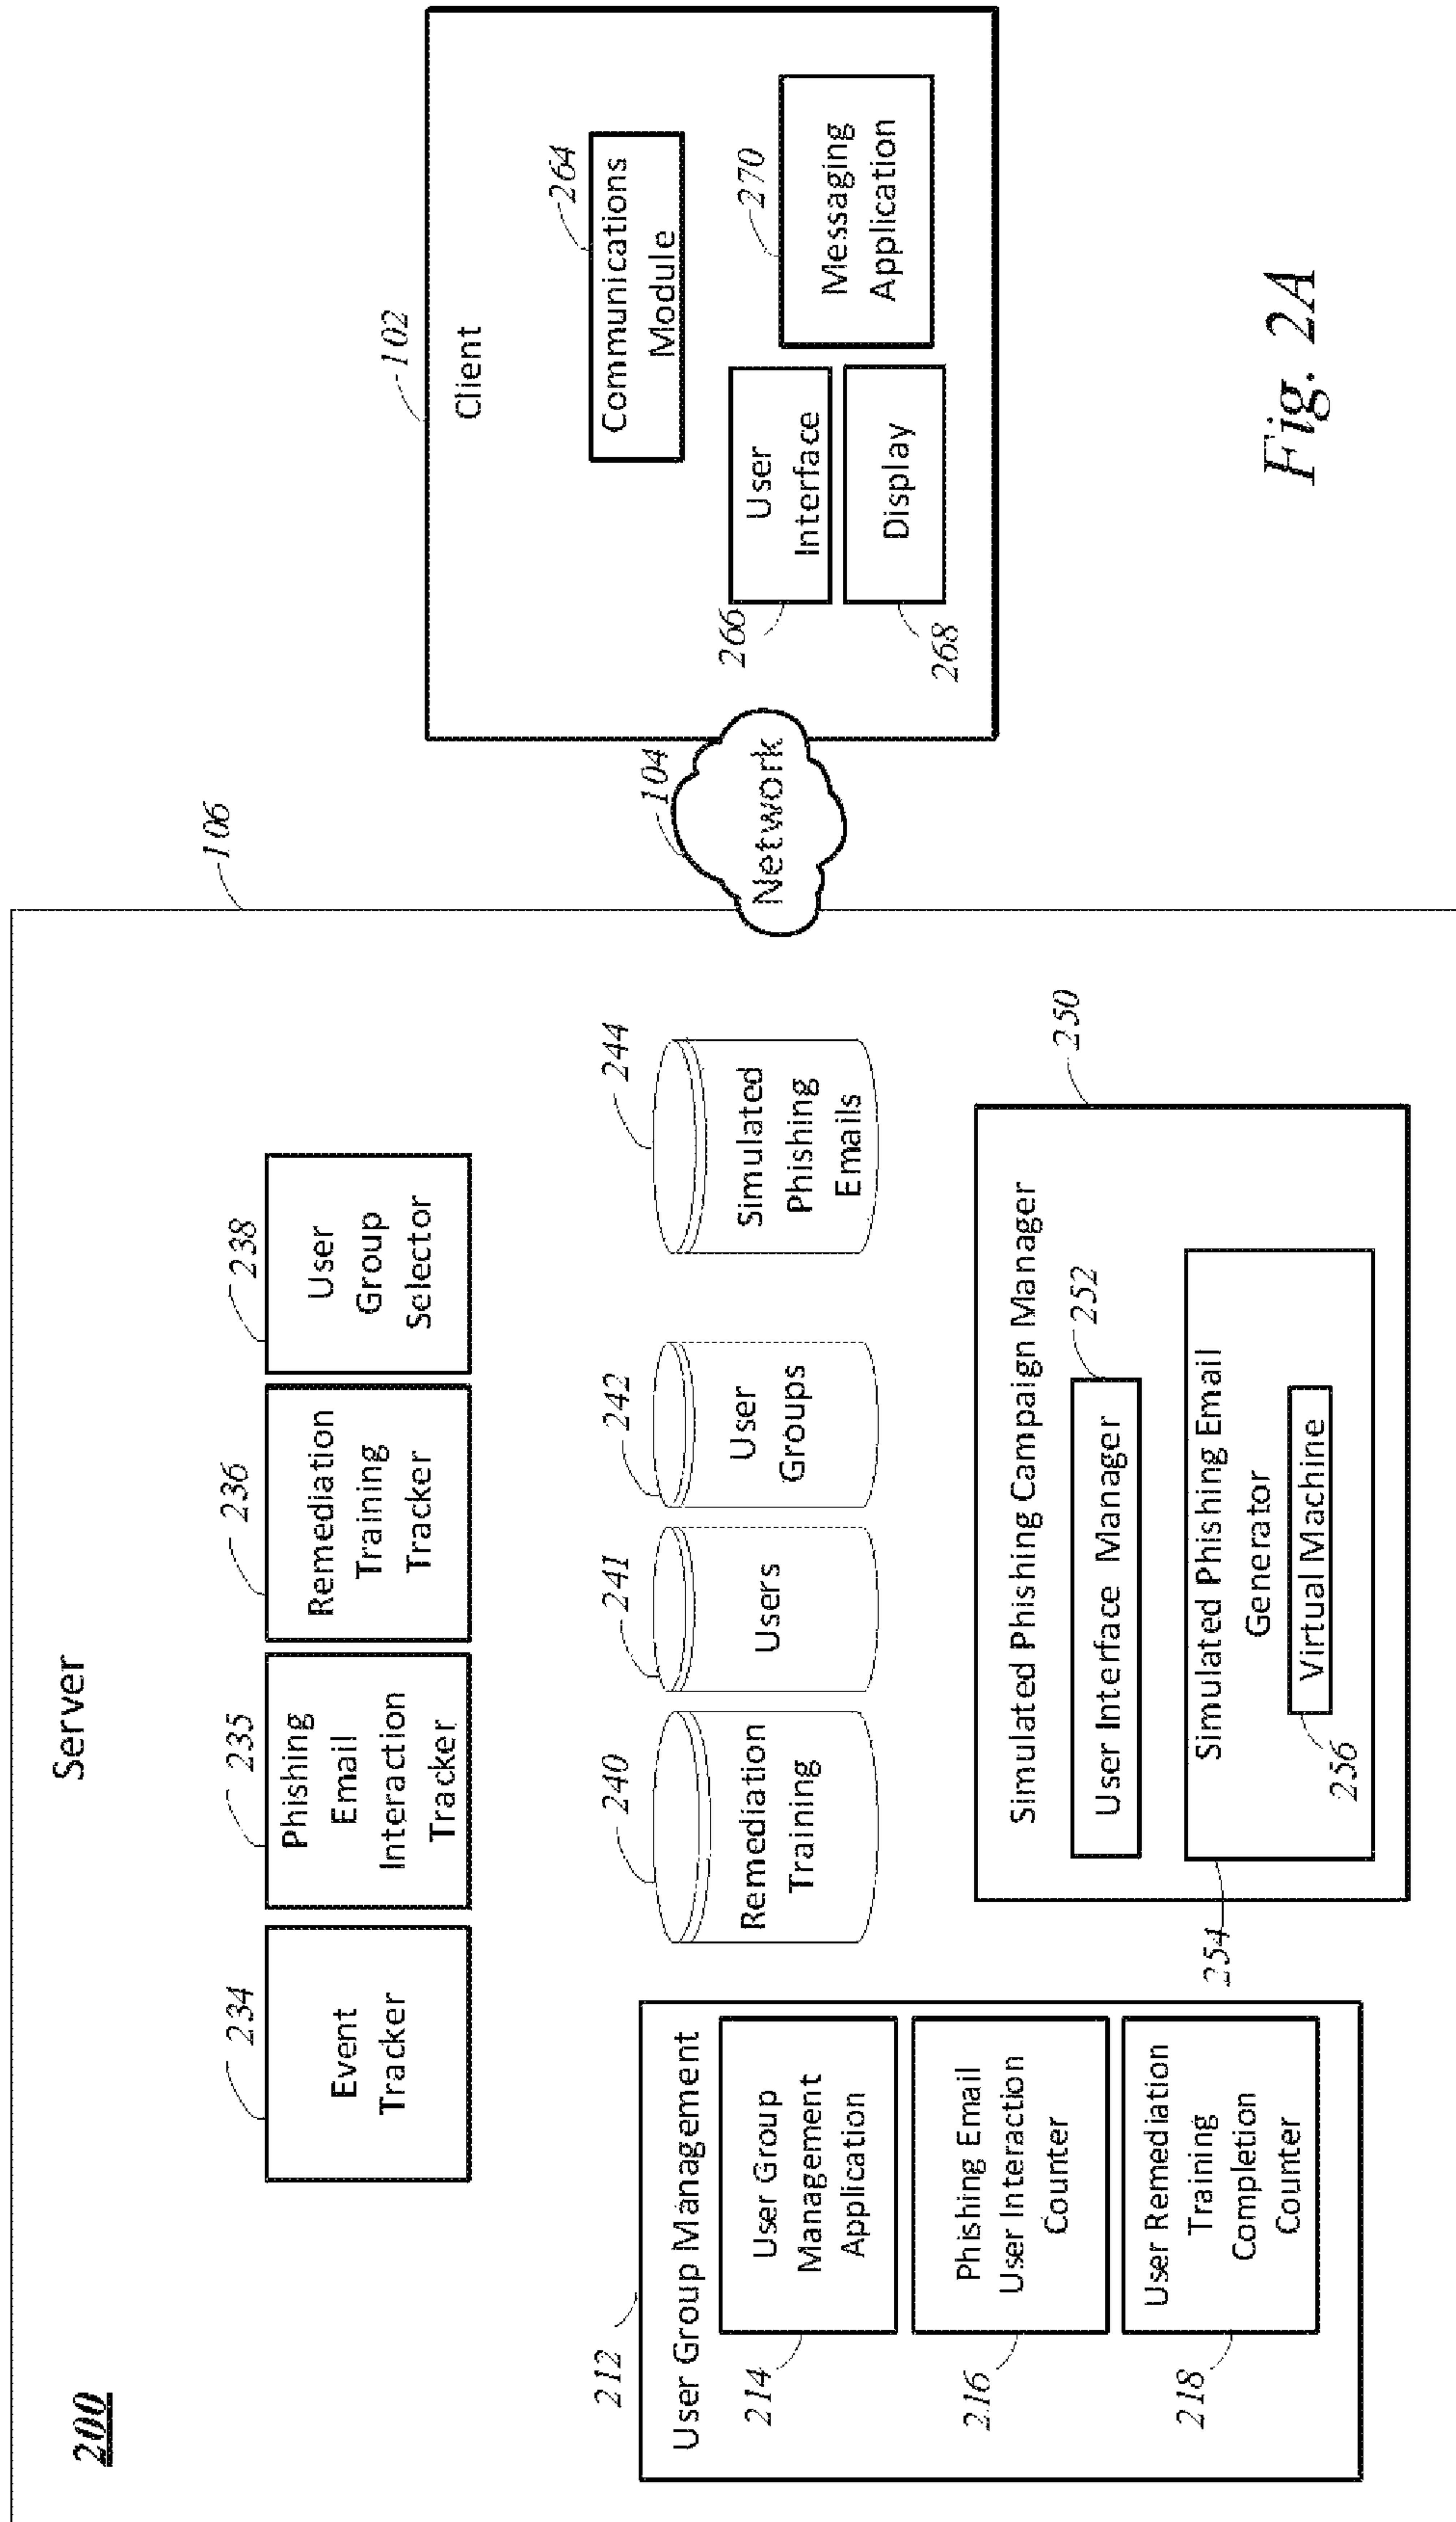 200
Server
106
234
Event
Tracker
235
Phishing
Email
Interaction
Tracker
236
Remediation
Training
Tracker
238
User
Group
Selector
240
Remediation
Training
241
Users
242
User
Groups
244
Simulated
Phishing
Emails
212
User Group Management
214
User Group
Management
Application
216
Phishing Email
User Interaction
Counter
218
User Remediation
Training
Completion
Counter
250
Simulated Phishing Campaign Manager
252
User Interface Manager
254
Simulated Phishing Email
Generator
256
Virtual Machine
104
Network
102
Client
264
Communications
Module
266
User
Interface
268
Display
270
Messaging
Application
Fig. 2A